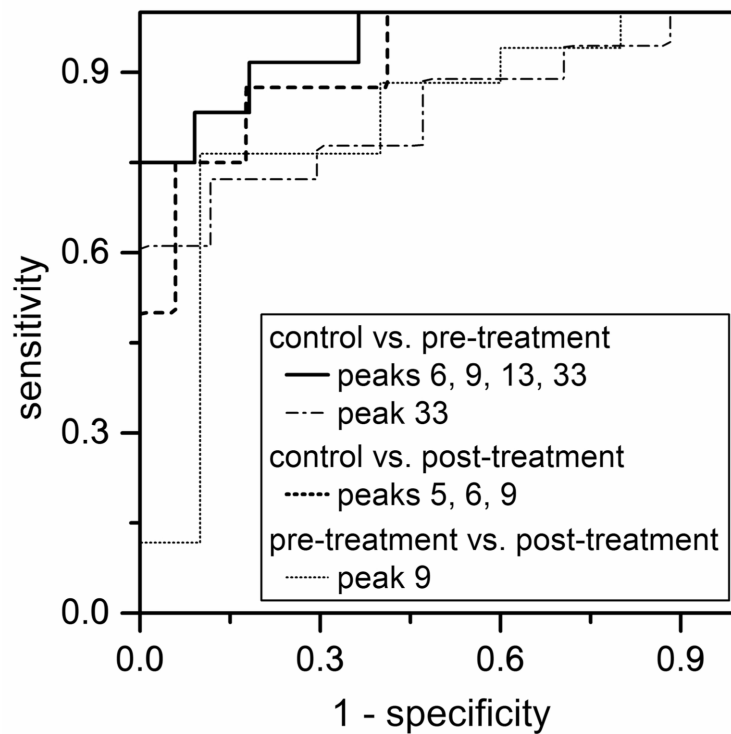 sensitivity
0.9
0.6
0.3
0.0
control vs. pre-treatment
peaks 6, 9, 13, 33
peak 33
control vs. post-treatment
peaks 5, 6, 9
pre-treatment vs. post-treatment
peak 9
0.0 0.3 0.6 0.9
1 - specificity